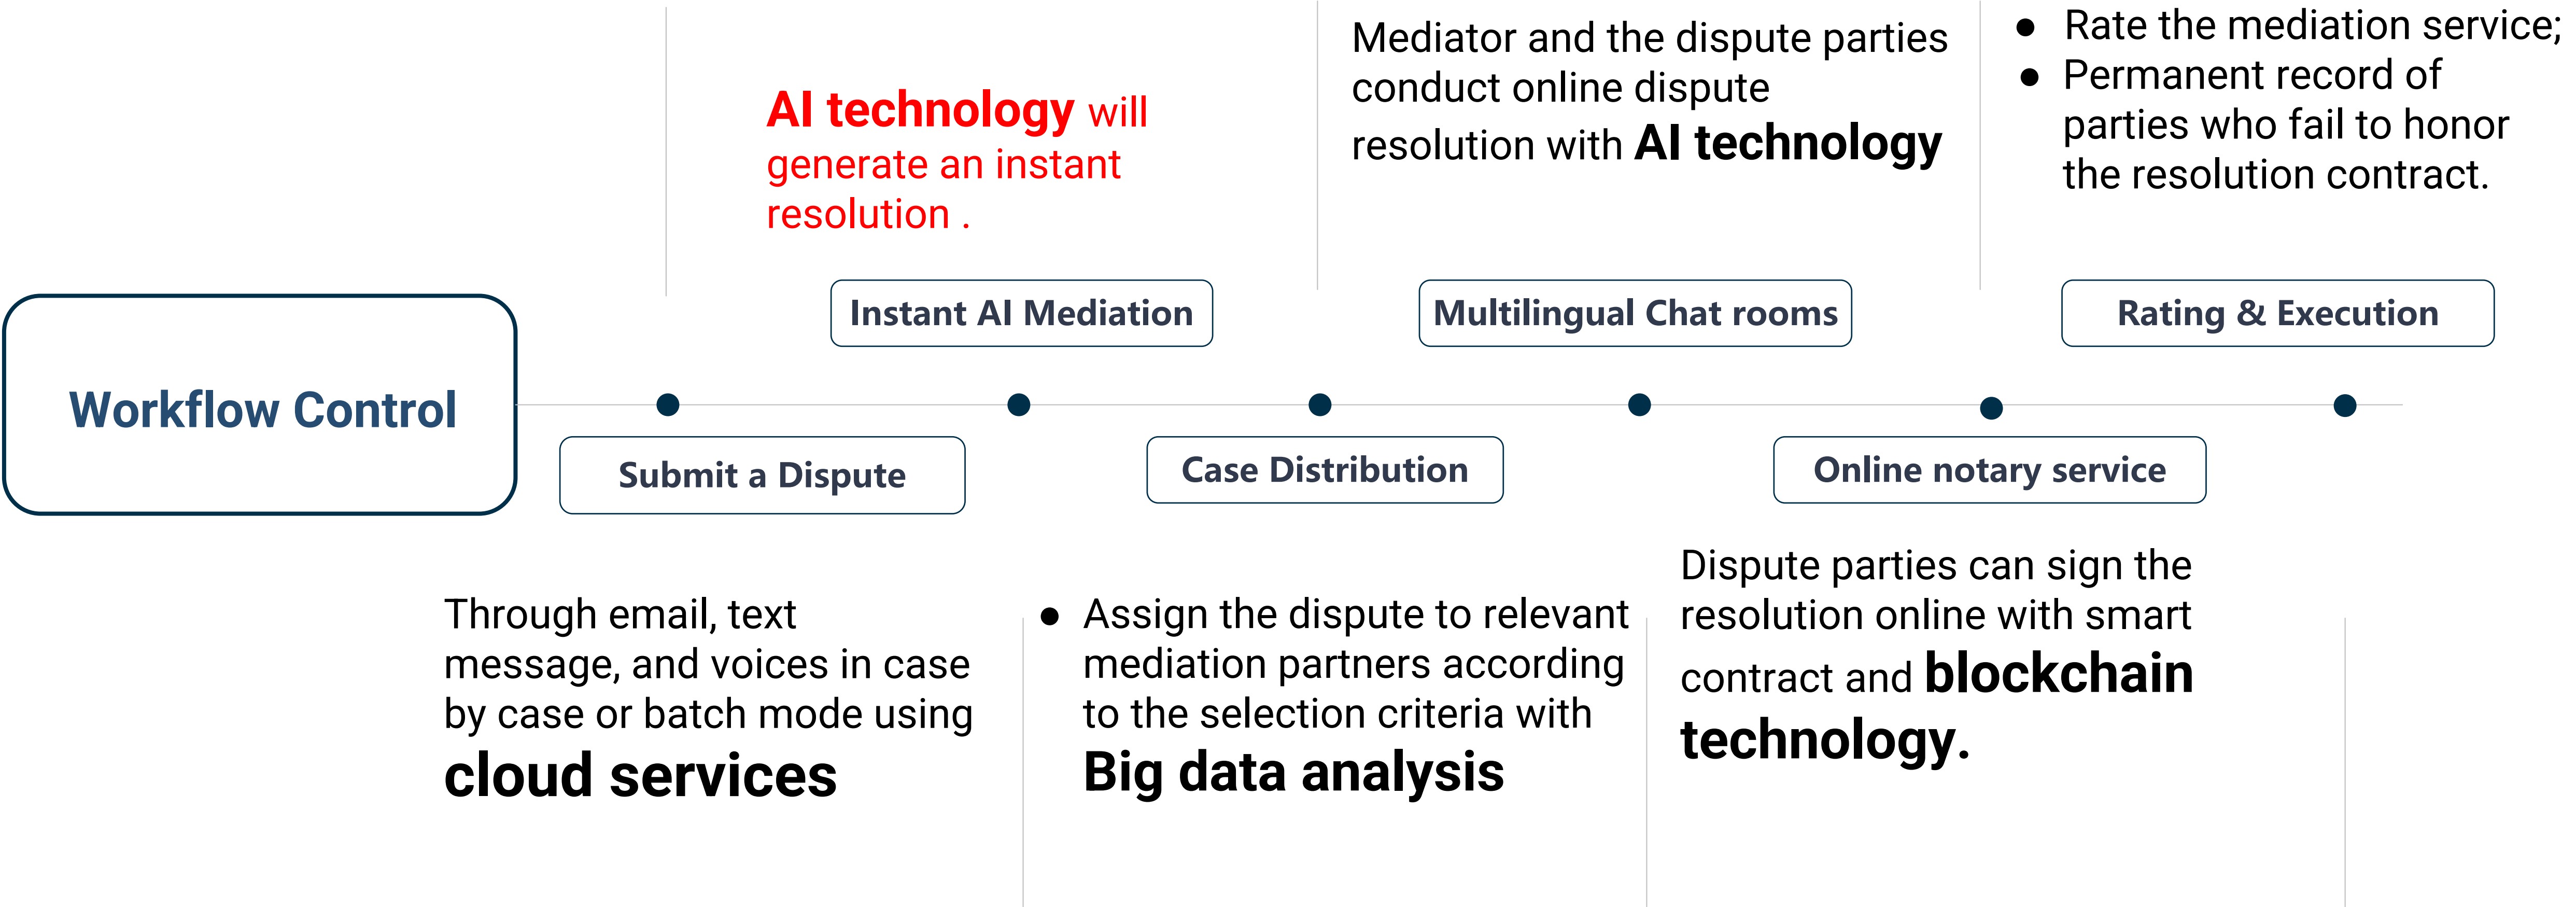 Workflow Control
Submit a Dispute
Through email, text
message, and voices in case
by case or batch mode using
cloud services
AI technology will
generate an instant
resolution .
Instant AI Mediation
Case Distribution
● Assign the dispute to relevant
mediation partners according
to the selection criteria with
Big data analysis
Mediator and the dispute parties
conduct online dispute
resolution with AI technology
Multilingual Chat rooms
Online notary service
Dispute parties can sign the
resolution online with smart
contract and blockchain
technology.
● Rate the mediation service;
● Permanent record of
parties who fail to honor
the resolution contract.
Rating & Execution